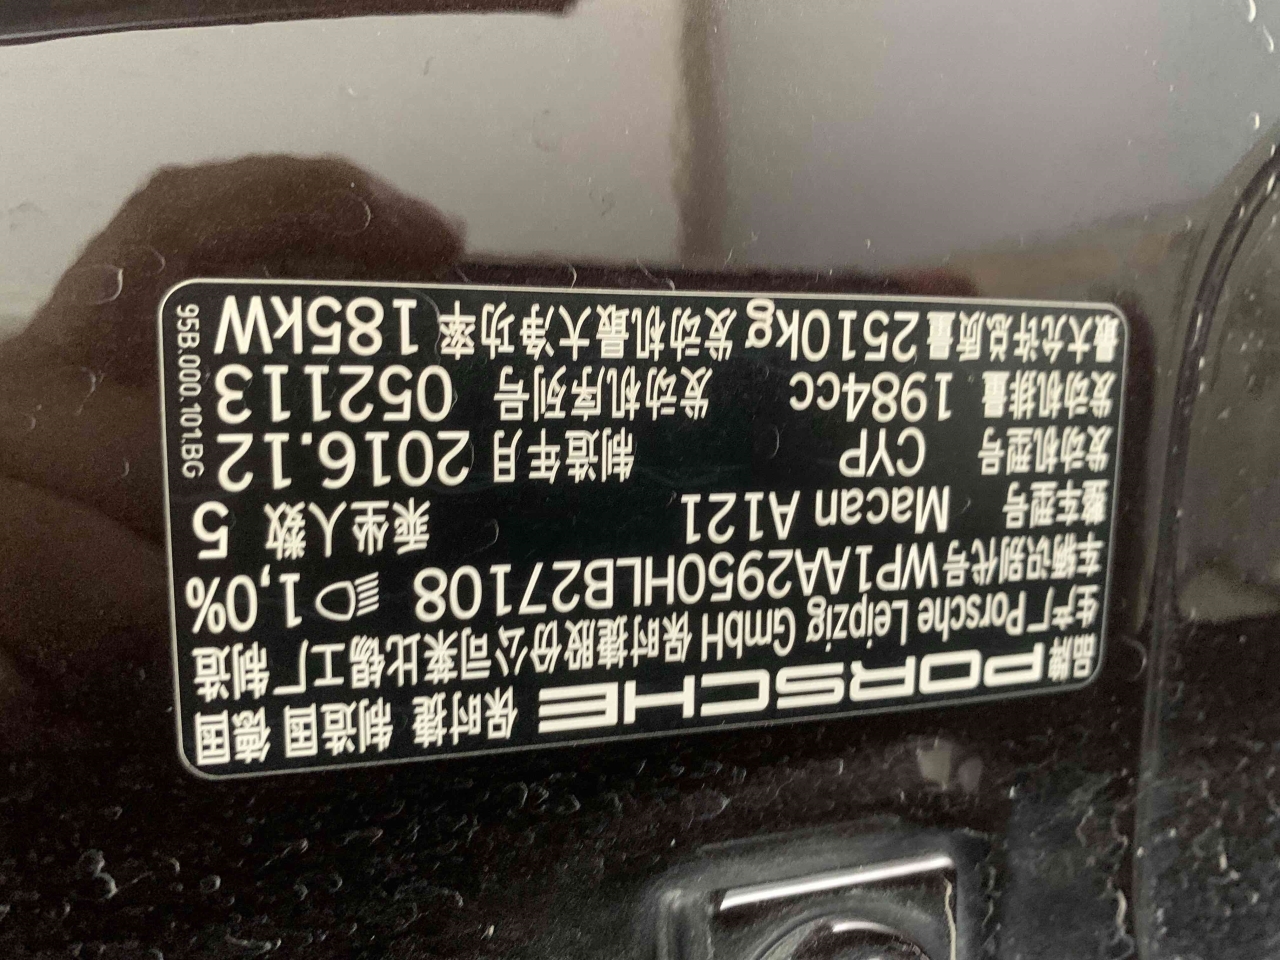 品牌 PORSCHE 保时捷 制造国 德国
生产厂 Porsche Leipzig GmbH 保时捷股份公司莱比锡工厂制造
车辆识别代号 WP1AA2950HLB27108 1,0%
整车型号 Macan A121 乘坐人数 5
发动机型号 CYP 制造年月 2016.12
发动机排量 1984cc 发动机序列号 052113
最大允许总质量 2510kg 发动机最大净功率 185kW
95B.000.101.BG